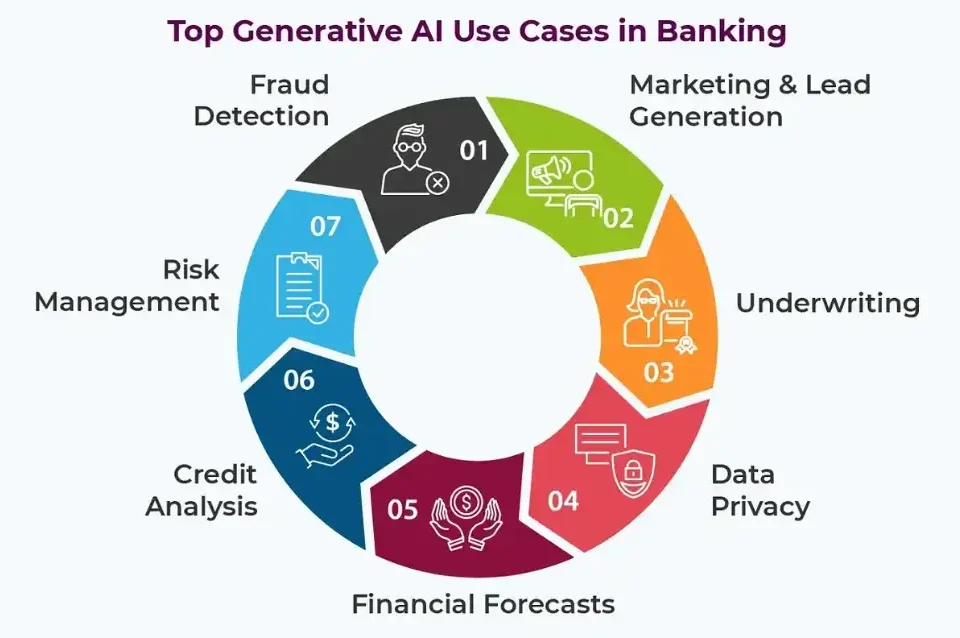 Top Generative AI Use Cases in Banking
Fraud
Detection
01
Marketing & Lead
Generation
02
Underwriting
03
Data
Privacy
04
Financial Forecasts
05
Credit
Analysis
06
Risk
Management
07
$
$